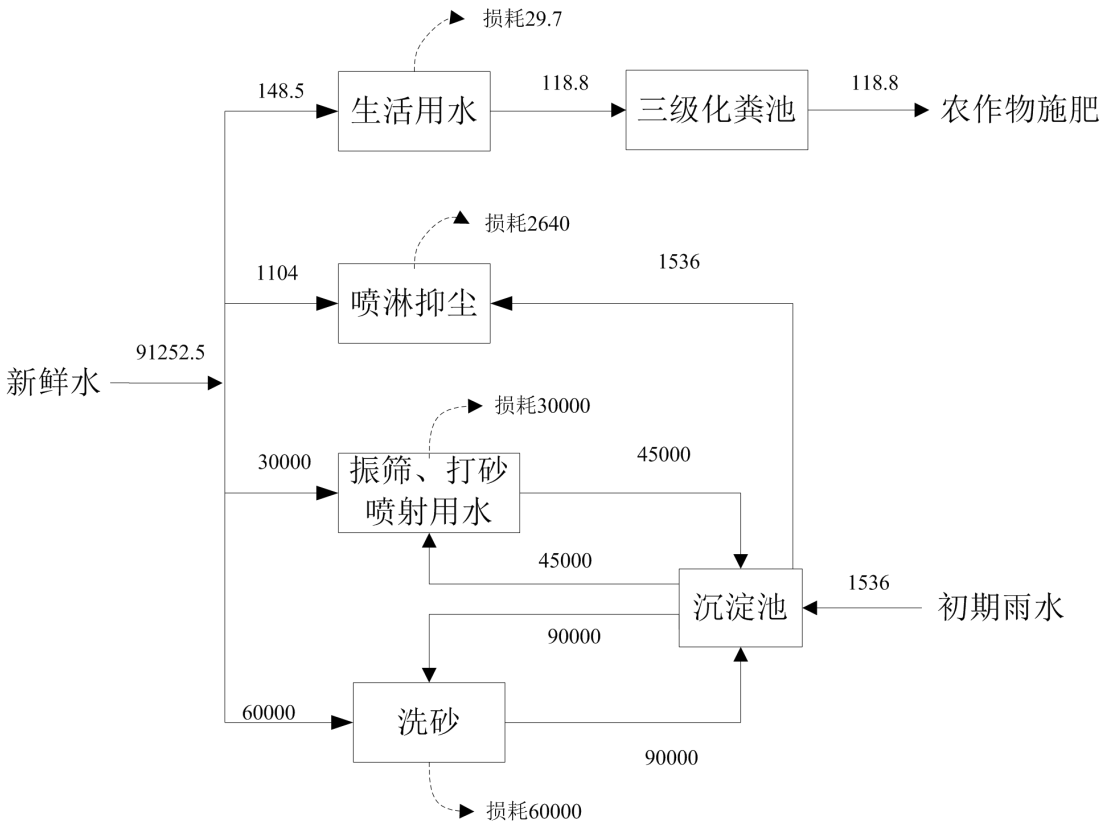 损耗29.7
148.5
生活用水
118.8
三级化粪池
118.8
农作物施肥
损耗2640
1104
喷淋抑尘
1536
91252.5
新鲜水
损耗30000
30000
振筛、打砂
喷射用水
45000
45000
沉淀池
1536
初期雨水
90000
60000
洗砂
90000
损耗60000